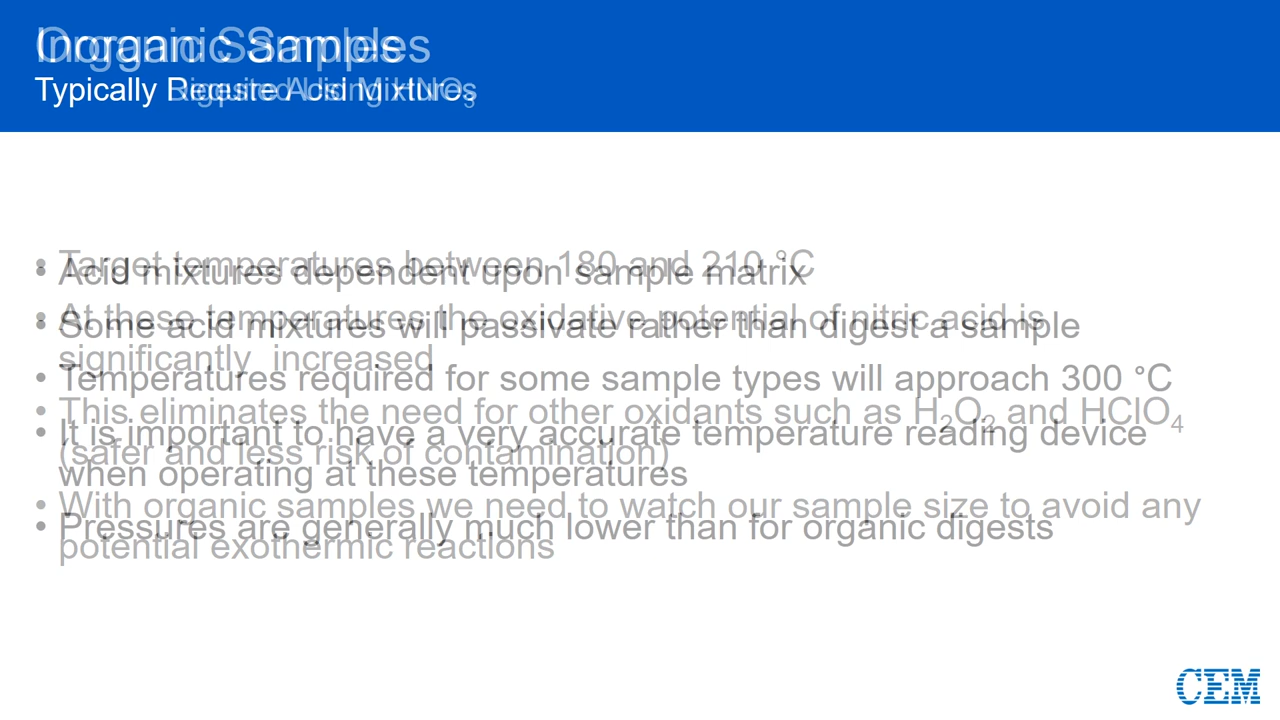 Organic Samples
Typically Digested Using HNO₃
• Target temperatures between 180 and 210 °C
• At these temperatures the oxidative potential of nitric acid is
significantly increased
• This eliminates the need for other oxidants such as H₂O₂ and HClO₄
(safer and less risk of contamination)
• With organic samples we need to watch our sample size to avoid any
potential exothermic reactions
Inorganic Samples
Typically Require Acid Mixtures
• Acid mixtures dependent upon sample matrix
• Some acid mixtures will passivate rather than digest a sample
• Temperatures required for some sample types will approach 300 °C
• It is important to have a very accurate temperature reading device
when operating at these temperatures
• Pressures are generally much lower than for organic digests
CEM